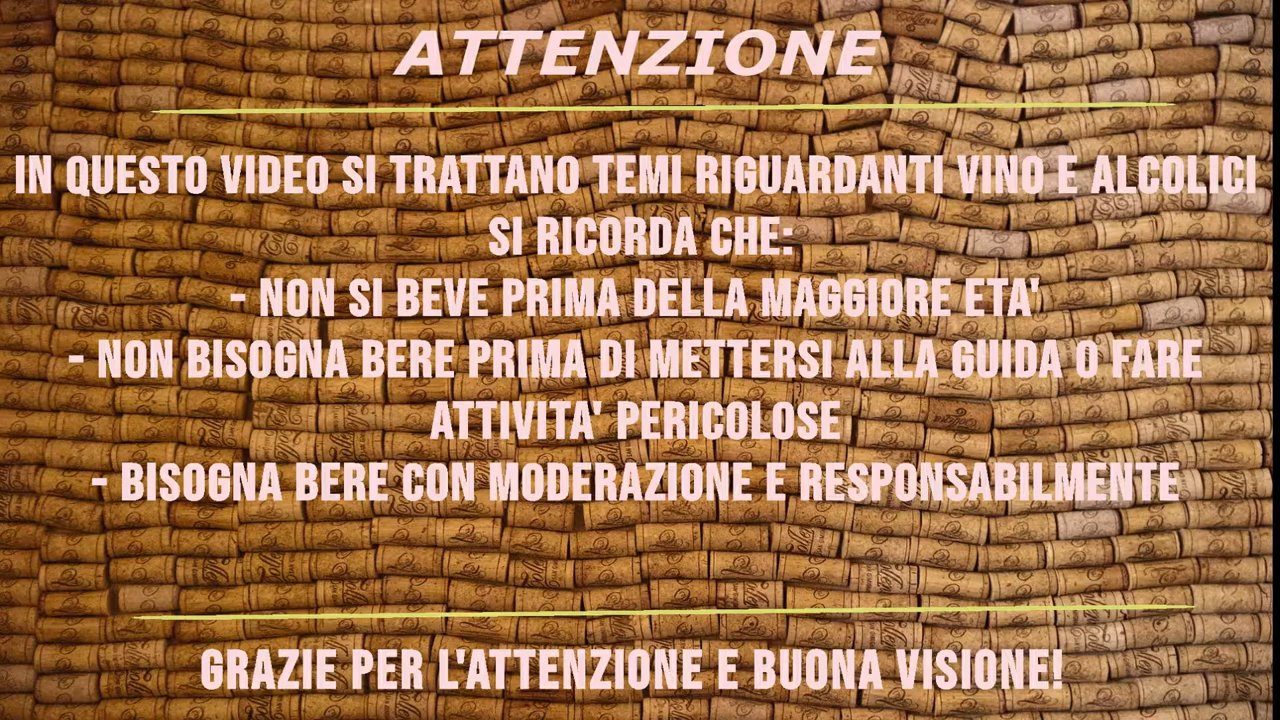 ATTENZIONE
IN QUESTO VIDEO SI TRATTANO TEMI RIGUARDANTI VINO E ALCOLICI
SI RICORDA CHE:
- NON SI BEVE PRIMA DELLA MAGGIORE ETA'
- NON BISOGNA BERE PRIMA DI METTERSI ALLA GUIDA O FARE
ATTIVITA' PERICOLOSE
- BISOGNA BERE CON MODERAZIONE E RESPONSABILMENTE
GRAZIE PER L'ATTENZIONE E BUONA VISIONE!